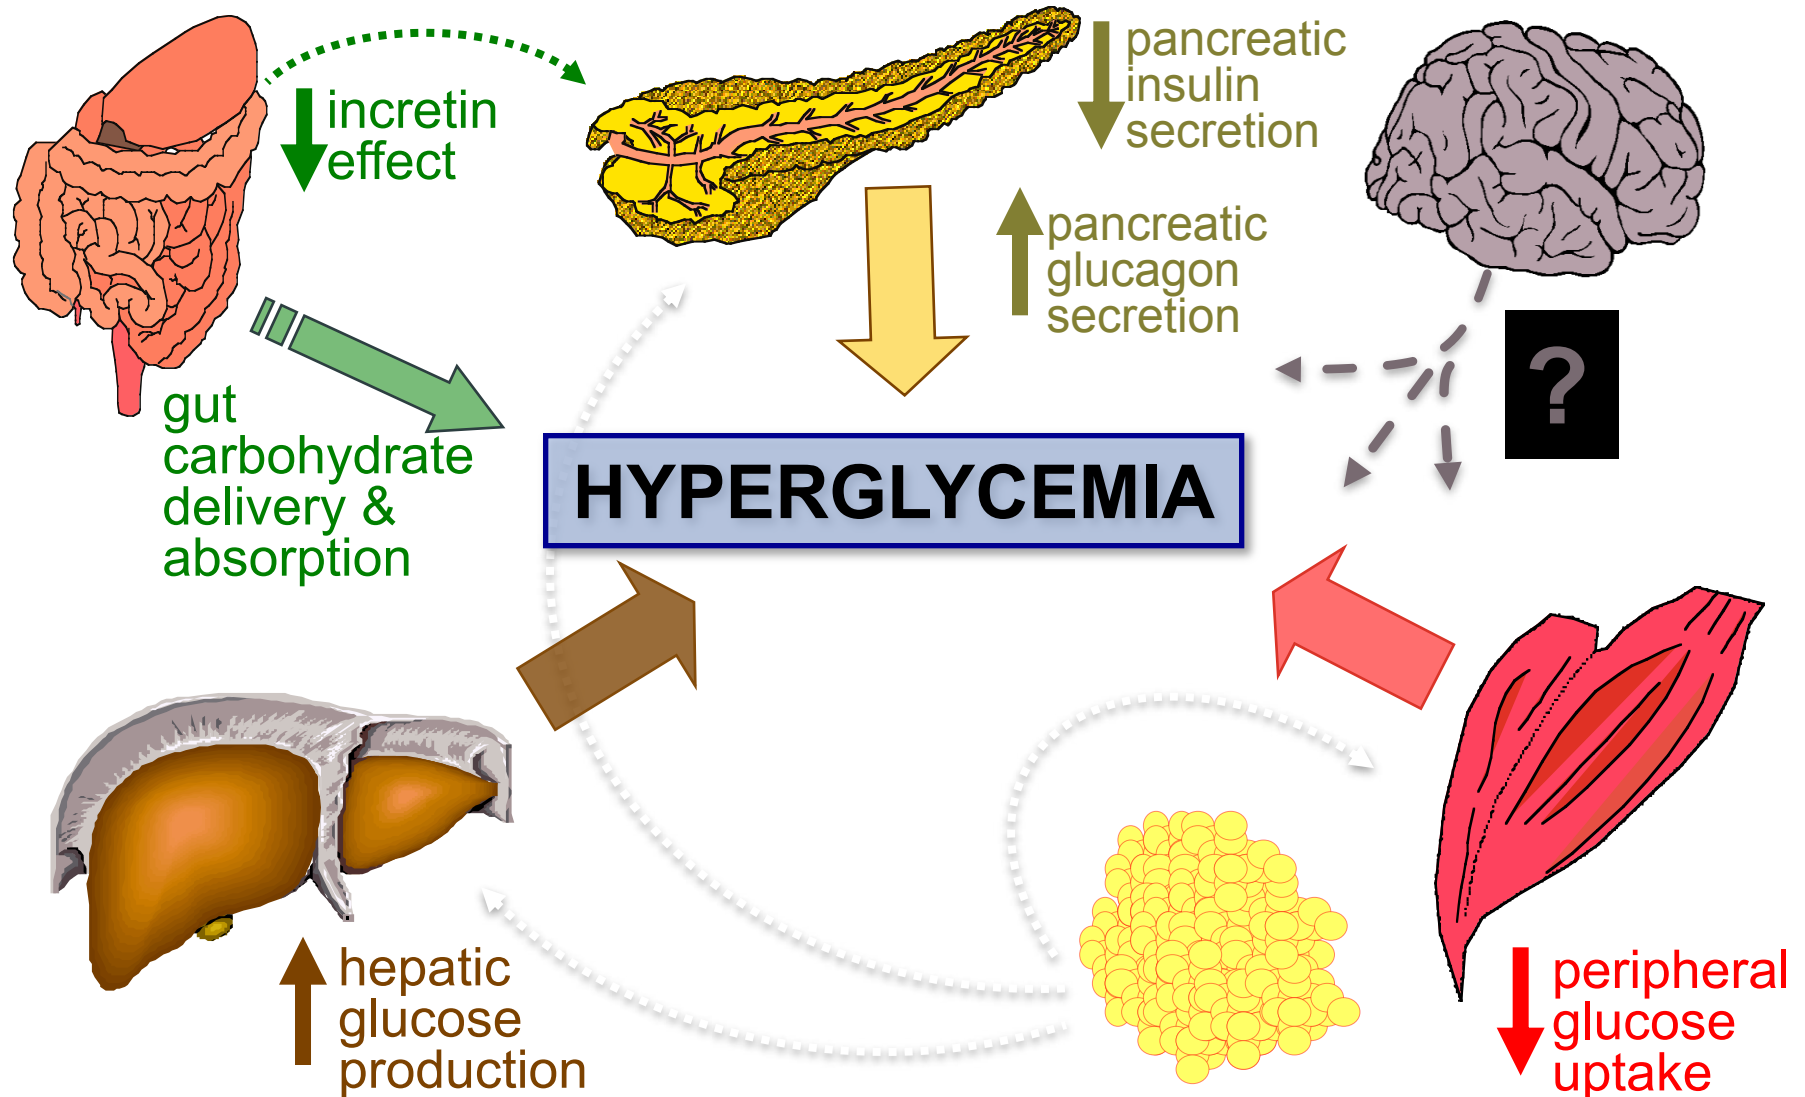 incretin
effect
pancreatic
insulin
secretion
pancreatic
glucagon
secretion
?
gut
carbohydrate
delivery &
absorption
HYPERGLYCEMIA
hepatic
glucose
production
peripheral
glucose
uptake